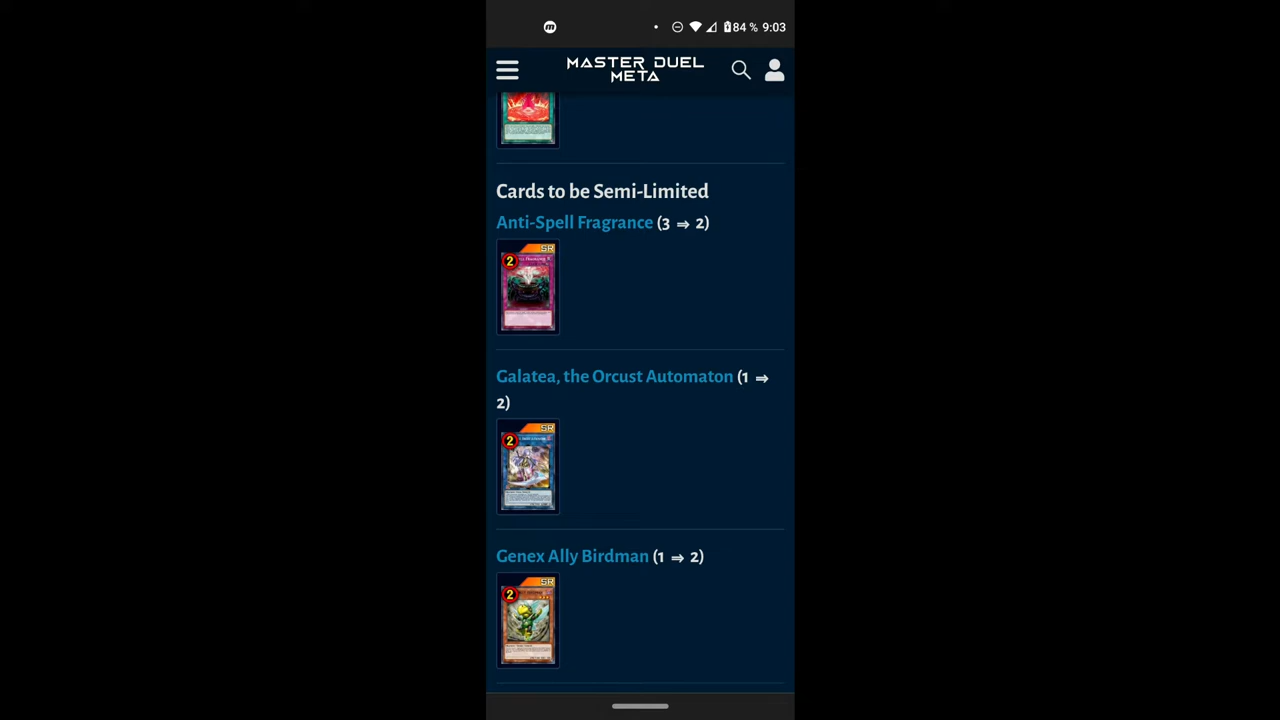 84 % 9:03
MASTER DUEL
META
Cards to be Semi-Limited
Anti-Spell Fragrance (3 ⇒ 2)
SR
2
Galatea, the Orcust Automaton (1 ⇒
2)
SR
2
Genex Ally Birdman (1 ⇒ 2)
SR
2